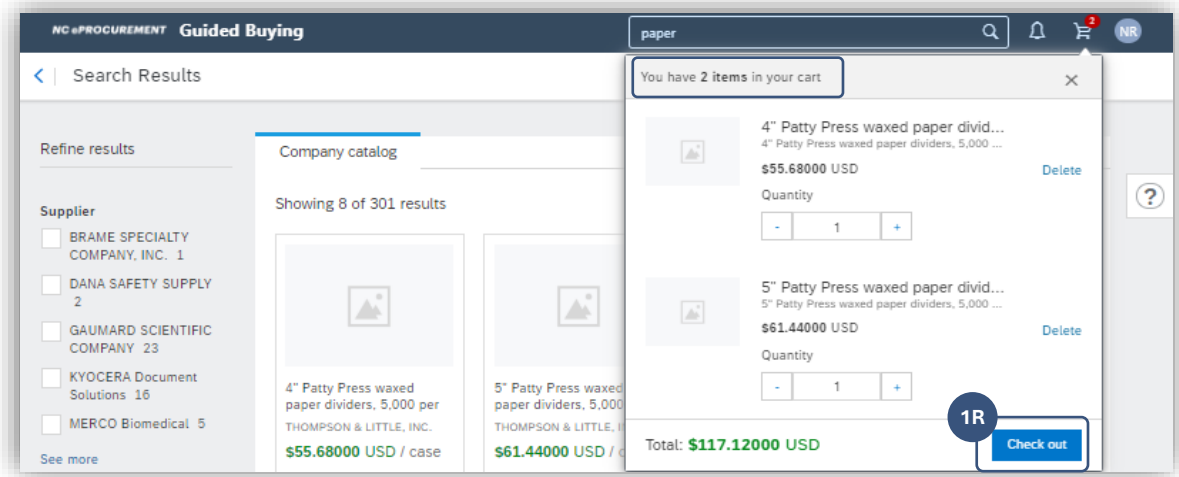 NC ePROCUREMENT Guided Buying
paper
2
NR
Search Results
Refine results
Supplier
BRAME SPECIALTY
COMPANY, INC. 1
DANA SAFETY SUPPLY
2
GAUMARD SCIENTIFIC
COMPANY 23
KYOCERA Document
Solutions 16
MERCO Biomedical 5
See more
Company catalog
Showing 8 of 301 results
4" Patty Press waxed
paper dividers, 5,000 per
THOMPSON & LITTLE, INC.
$55.68000 USD / case
5" Patty Press waxed
paper dividers, 5,000
THOMPSON & LITTLE,
$61.44000 USD /
You have 2 items in your cart
×
4" Patty Press waxed paper divid...
4" Patty Press waxed paper dividers, 5,000 ...
$55.68000 USD
Delete
Quantity
- 1 +
5" Patty Press waxed paper divid...
5" Patty Press waxed paper dividers, 5,000 ...
$61.44000 USD
Delete
Quantity
- 1 +
Total: $117.12000 USD
1R
Check out
?